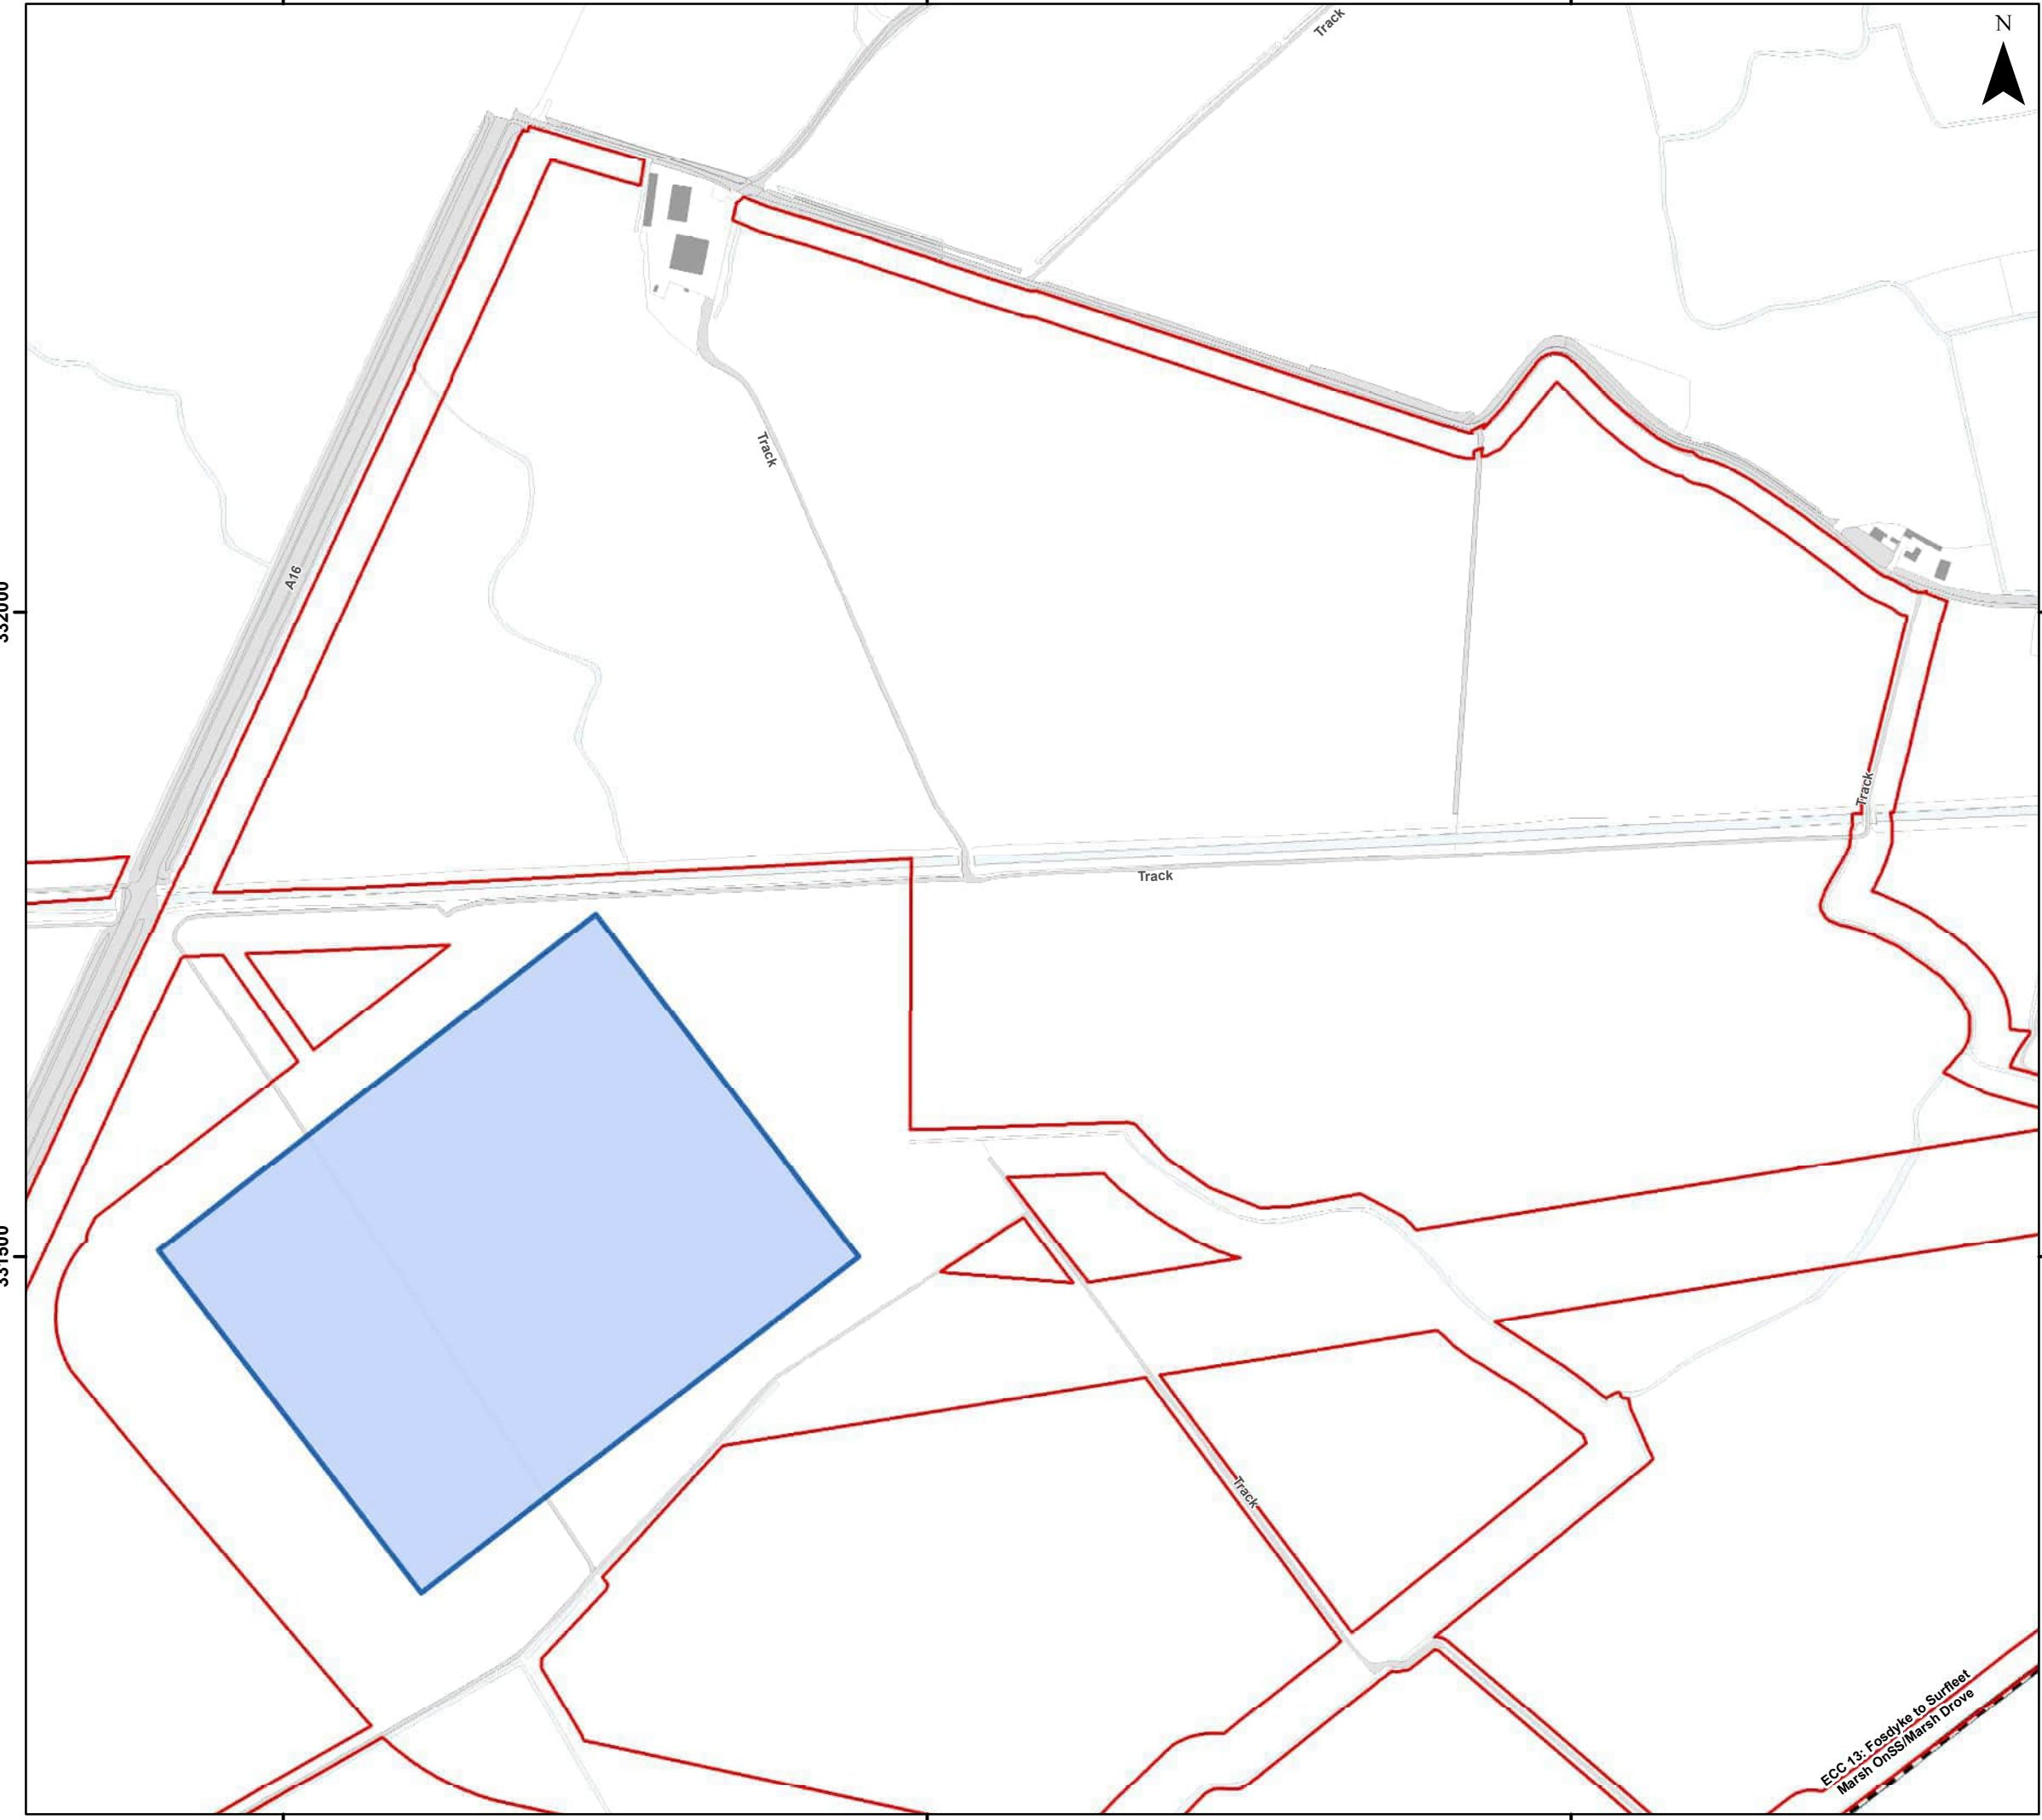 Track
N
Track
A16
332000
Track
Track
331500
Track
ECC 13: Fosdyke to Surfleet
Marsh OnSS/Marsh Drove